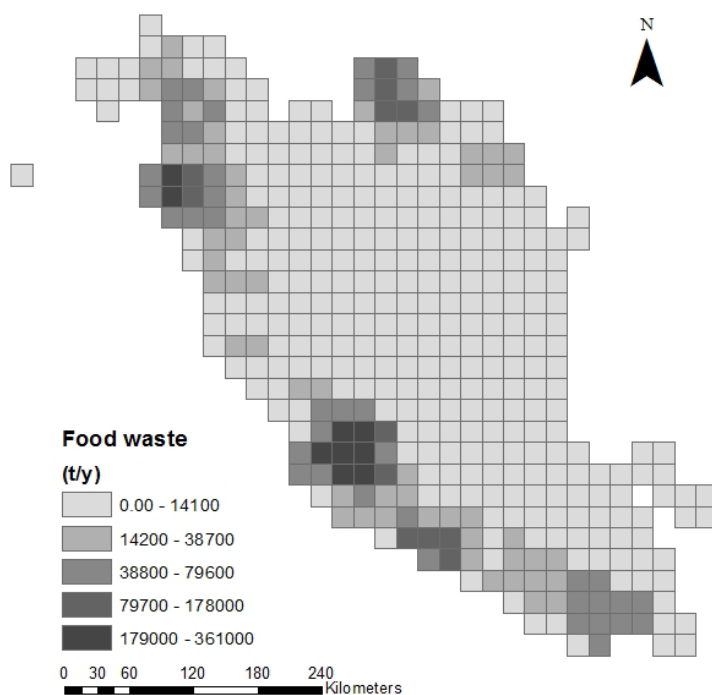 N
Food waste
(t/y)
0.00 - 14100
14200 - 38700
38800 - 79600
79700 - 178000
179000 - 361000
0 30 60 120 180 240
Kilometers